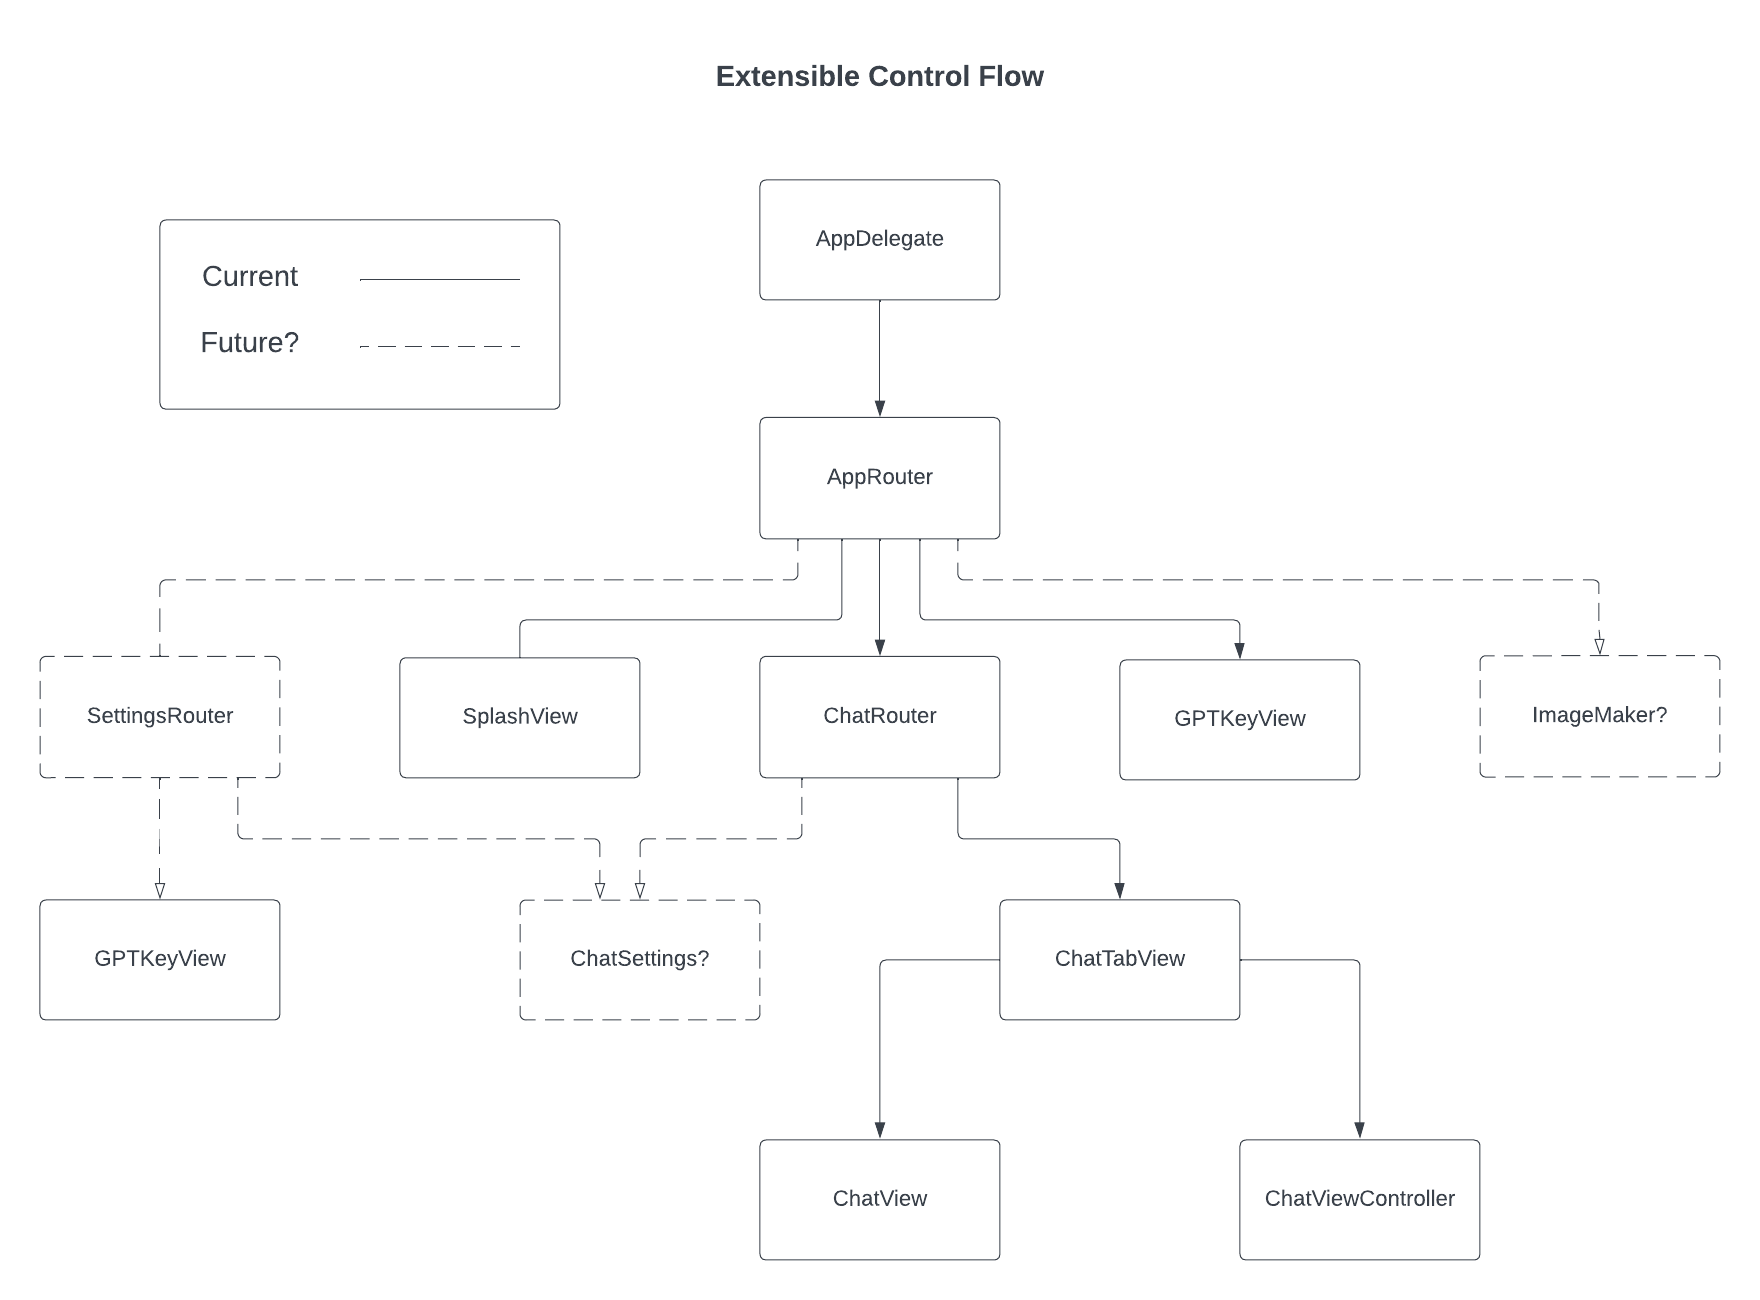 Extensible Control Flow
AppDelegate
Current
Future?
AppRouter
SettingsRouter
SplashView
ChatRouter
GPTKeyView
ImageMaker?
GPTKeyView
ChatSettings?
ChatTabView
ChatView
ChatViewController